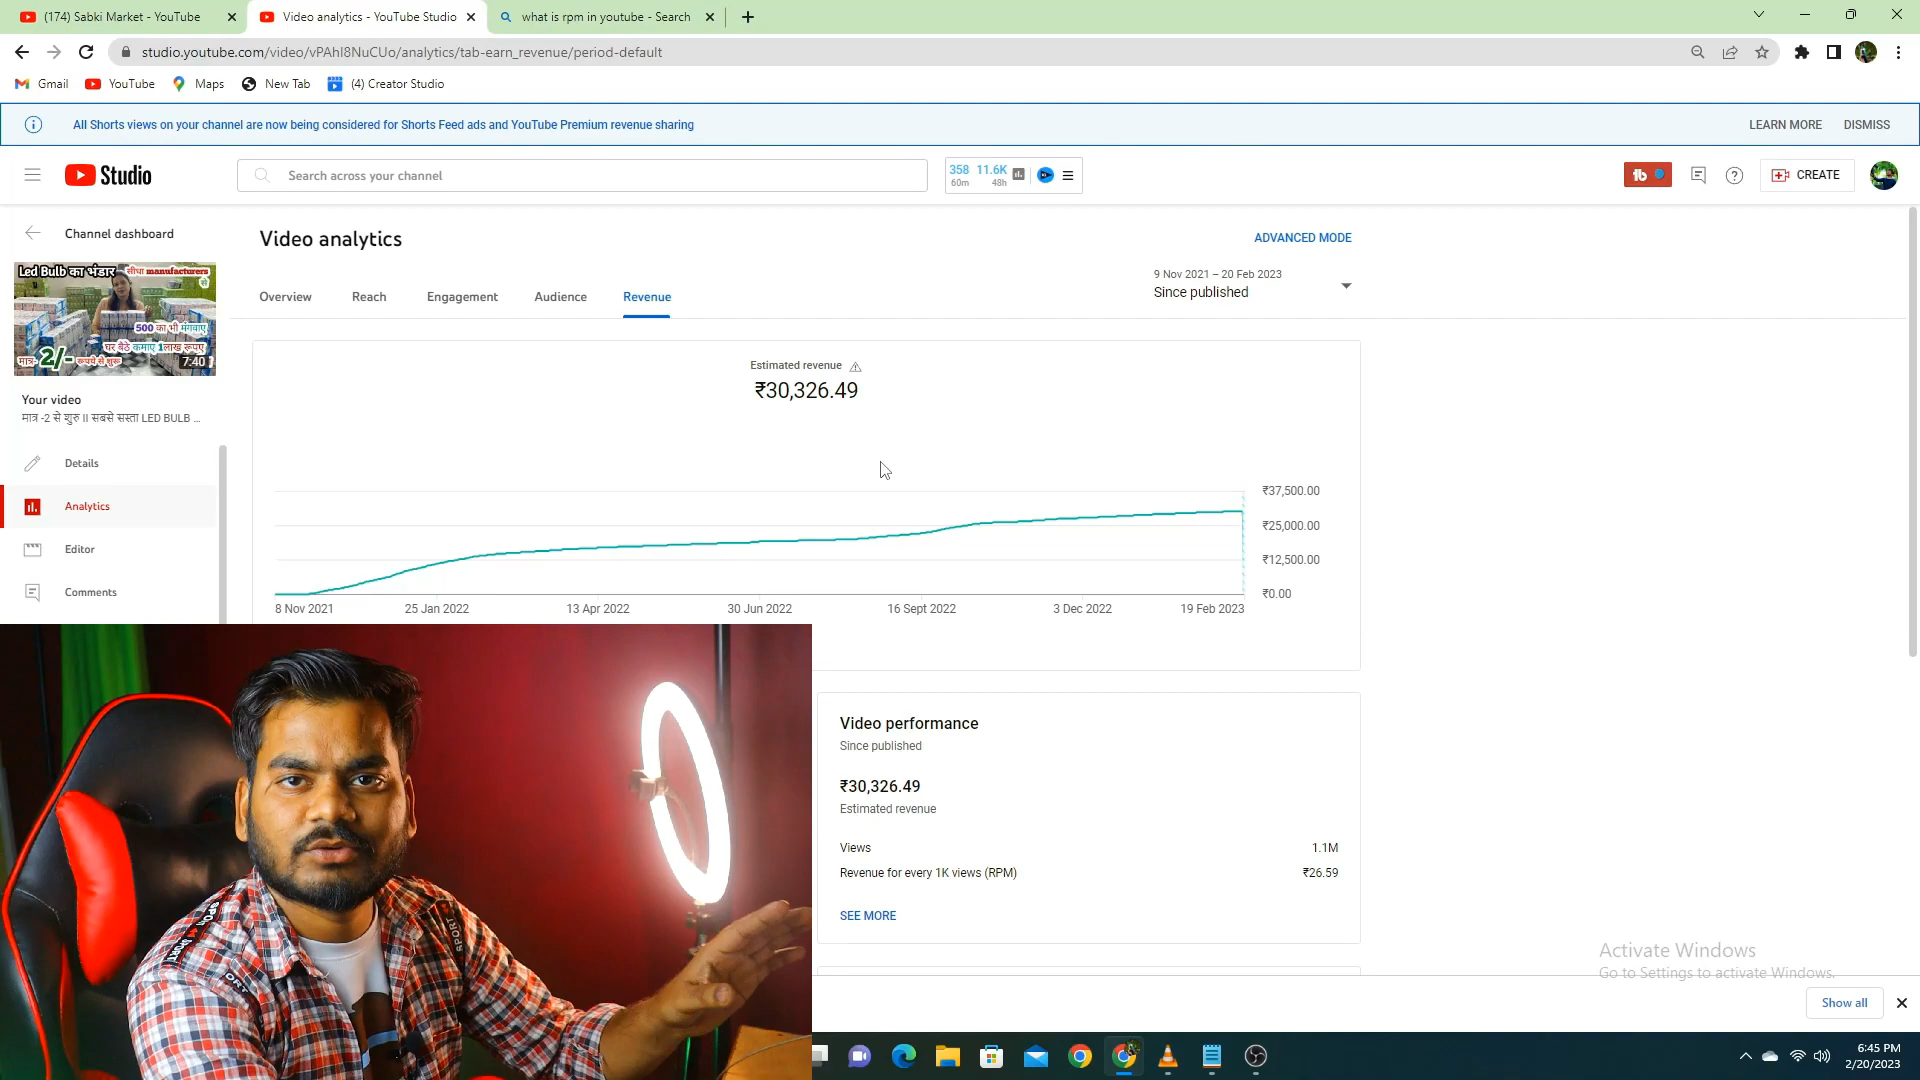 (174) Sabki Market - YouTube
Video analytics - YouTube Studio
what is rpm in youtube - Search
studio.youtube.com/video/vPAhl8NuCUo/analytics/tab-earn_revenue/period-default
Gmail
YouTube
Maps
New Tab
(4) Creator Studio
All Shorts views on your channel are now being considered for Shorts Feed ads and YouTube Premium revenue sharing
LEARN MORE
DISMISS
Studio
Search across your channel
358 11.6K
60m 48h
tb
CREATE
Channel dashboard
Video analytics
ADVANCED MODE
9 Nov 2021 – 20 Feb 2023
Since published
Overview
Reach
Engagement
Audience
Revenue
Led Bulb का भंडार
सीधा manufacturers
से
500 का भी मंगवाए
घर बैठे कमाए 1लाख रूपए
मात्र- 2/- रूपये से शुरू
7:40
Your video
मात्र -2 से शुरु II सबसे सस्ता LED BULB ...
Details
Analytics
Editor
Comments
Estimated revenue
₹30,326.49
₹37,500.00
₹25,000.00
₹12,500.00
₹0.00
8 Nov 2021
25 Jan 2022
13 Apr 2022
30 Jun 2022
16 Sept 2022
3 Dec 2022
19 Feb 2023
Video performance
Since published
₹30,326.49
Estimated revenue
Views 1.1M
Revenue for every 1K views (RPM) ₹26.59
SEE MORE
Activate Windows
Go to Settings to activate Windows.
Show all
6:45 PM
2/20/2023
SPORT